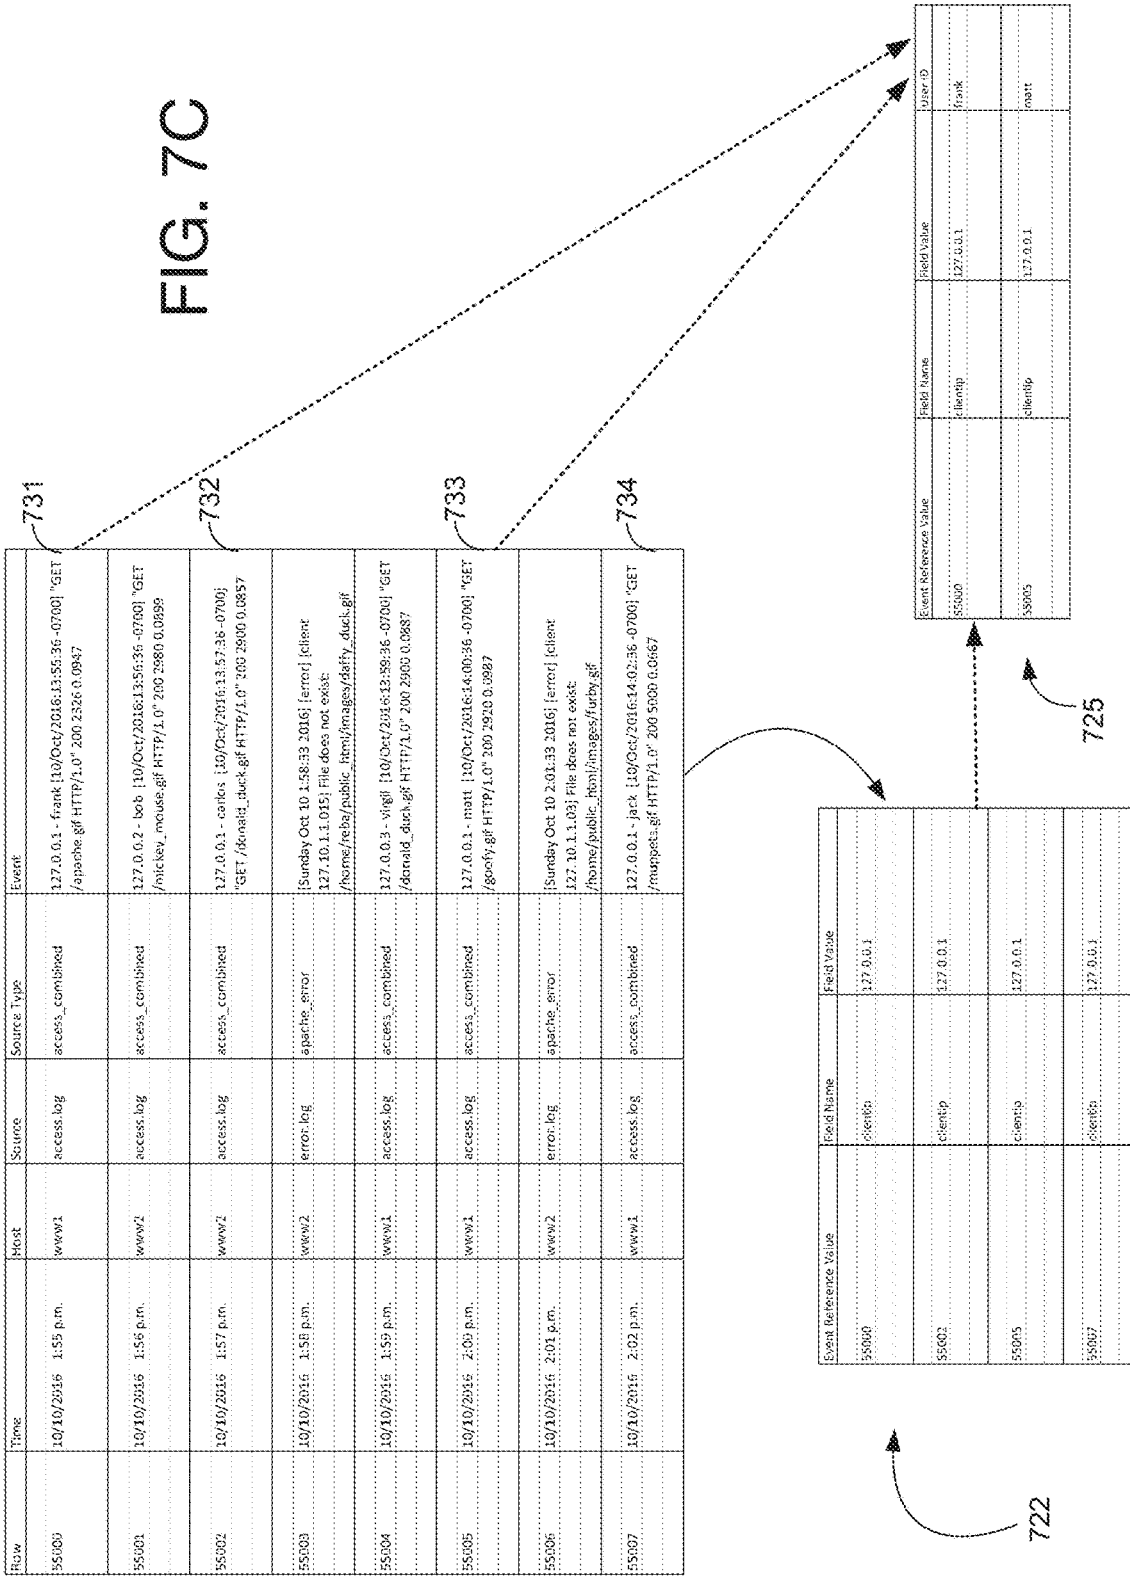 FIG. 7C
Row Time Host Source Source Type Event
55000 10/10/2016 1:55 p.m. www1 access.log access_combined 127.0.0.1 - frank [10/Oct/2016:13:55:36 -0700] "GET
/apache.gif HTTP/1.0" 200 2326 0.0947
731
55001 10/10/2016 1:56 p.m. www2 access.log access_combined 127.0.0.2 - bob [10/Oct/2016:13:56:36 -0700] "GET
/mickey_mouse.gif HTTP/1.0" 200 2980 0.0899
55002 10/10/2016 1:57 p.m. www2 access.log access_combined 127.0.0.1 - carlos [10/Oct/2016:13:57:36 -0700]
"GET /donald_duck.gif HTTP/1.0" 200 2900 0.0857
732
55003 10/10/2016 1:58 p.m. www2 error.log apache_error [Sunday Oct 10 1:58:33 2016] [error] [client
127.10.1.1.015] File does not exist:
/home/reba/public_html/images/daffy_duck.gif
55004 10/10/2016 1:59 p.m. www1 access.log access_combined 127.0.0.3 - virgil [10/Oct/2016:13:59:36 -0700] "GET
/donald_duck.gif HTTP/1.0" 200 2900 0.0887
55005 10/10/2016 2:00 p.m. www1 access.log access_combined 127.0.0.1 - matt [10/Oct/2016:14:00:36 -0700] "GET
/goofy.gif HTTP/1.0" 200 2920 0.0987
733
55006 10/10/2016 2:01 p.m. www2 error.log apache_error [Sunday Oct 10 2:01:33 2016] [error] [client
127.10.1.1.03] File does not exist:
/home/public_html/images/furby.gif
55007 10/10/2016 2:02 p.m. www1 access.log access_combined 127.0.0.1 - jack [10/Oct/2016:14:02:36 -0700] "GET
/muppets.gif HTTP/1.0" 200 5000 0.0667
734
722
Event Reference Value Field Name Field Value
55000 clientip 127.0.0.1
55002 clientip 127.0.0.1
55005 clientip 127.0.0.1
55007 clientip 127.0.0.1
725
Event Reference Value Field Name Field Value User ID
55000 clientip 127.0.0.1 frank
55005 clientip 127.0.0.1 matt